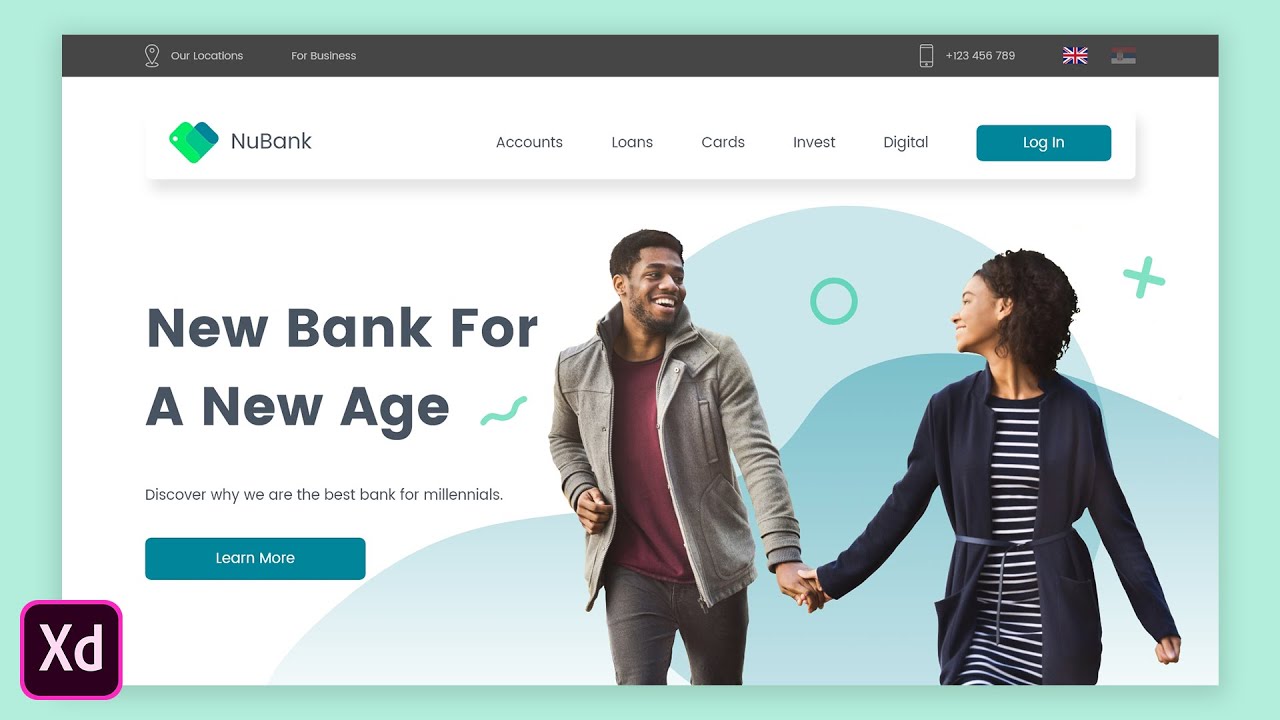 Our Locations
For Business
+123 456 789
NuBank
Accounts
Loans
Cards
Invest
Digital
Log In
New Bank For
A New Age
Discover why we are the best bank for millennials.
Learn More
Xd